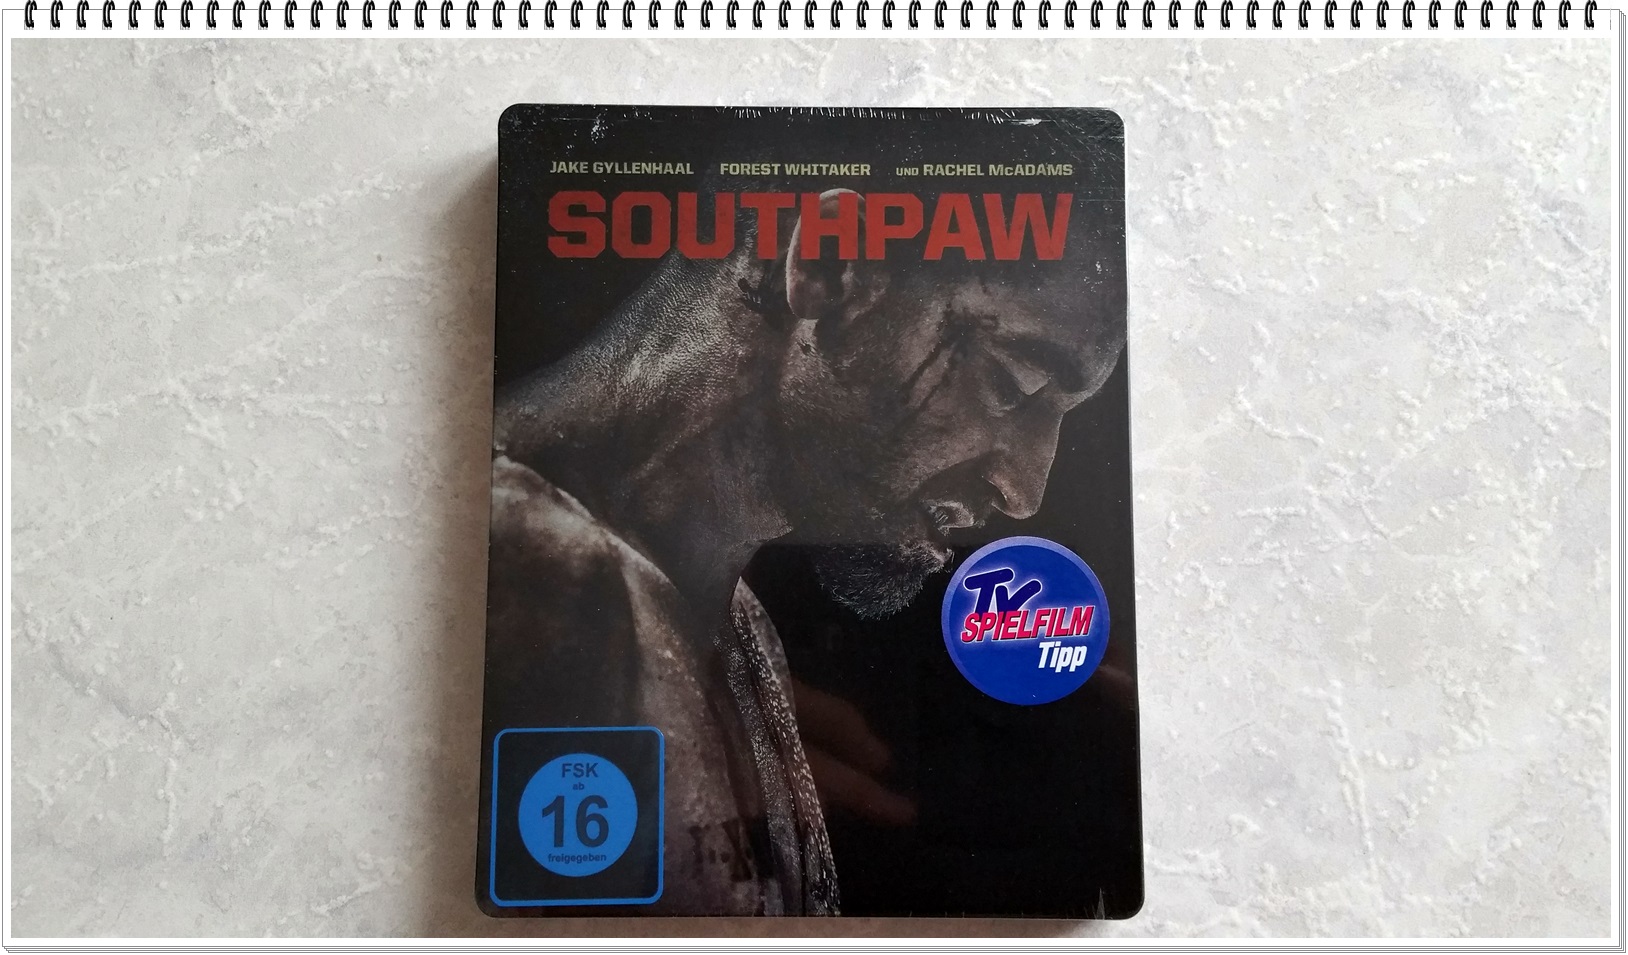 JAKE GYLLENHAAL FOREST WHITAKER UND RACHEL McADAMS
SOUTHPAW
TV
SPIELFILM
Tipp
FSK
ab
16
freigegeben